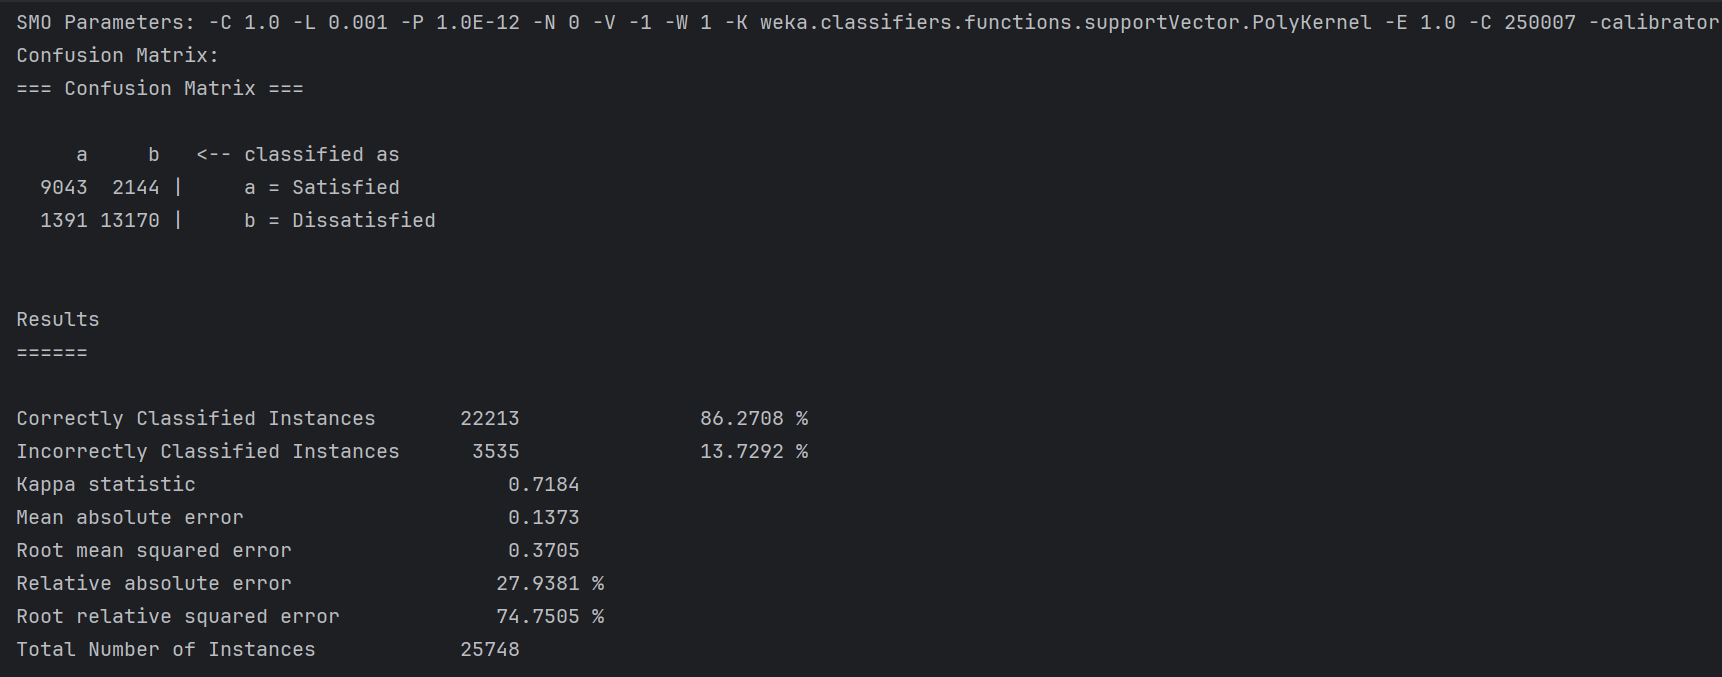 SMO Parameters: -C 1.0 -L 0.001 -P 1.0E-12 -N 0 -V -1 -W 1 -K weka.classifiers.functions.supportVector.PolyKernel -E 1.0 -C 250007 -calibrator
Confusion Matrix:
=== Confusion Matrix ===
a b <-- classified as
9043 2144 | a = Satisfied
1391 13170 | b = Dissatisfied
Results
======
Correctly Classified Instances 22213 86.2708 %
Incorrectly Classified Instances 3535 13.7292 %
Kappa statistic 0.7184
Mean absolute error 0.1373
Root mean squared error 0.3705
Relative absolute error 27.9381 %
Root relative squared error 74.7505 %
Total Number of Instances 25748